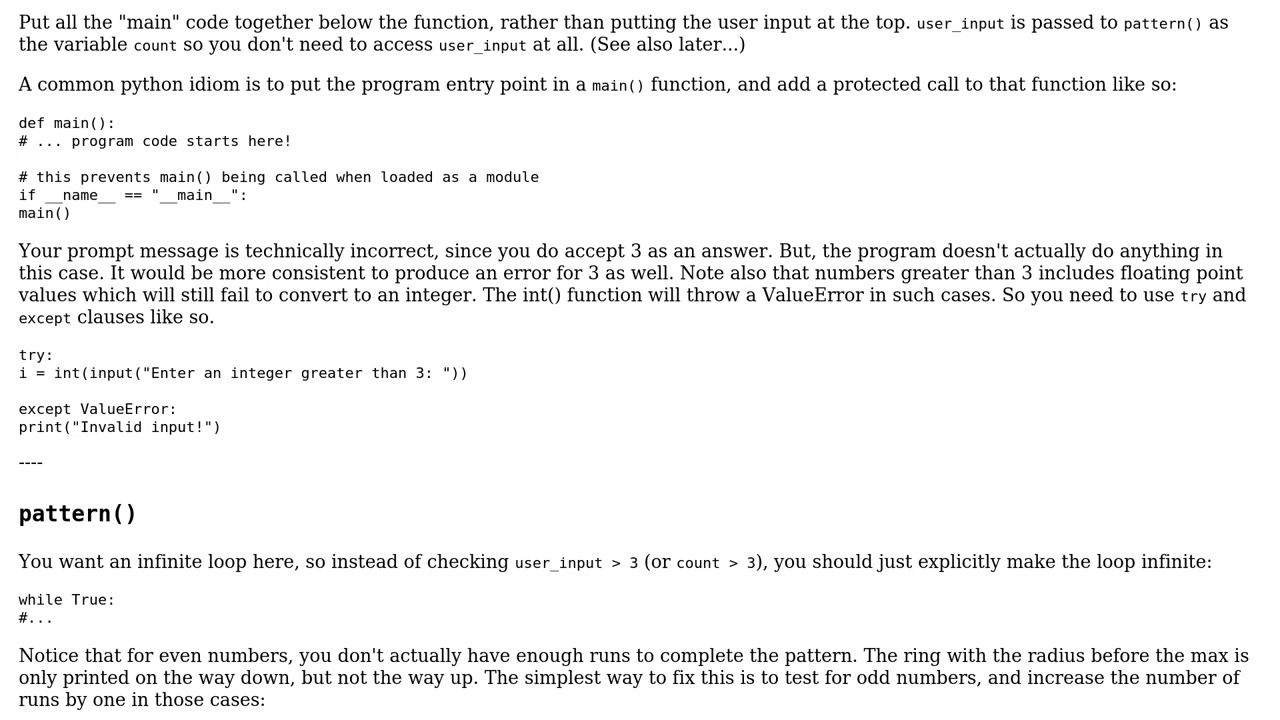 Put all the "main" code together below the function, rather than putting the user input at the top. user_input is passed to pattern() as
the variable count so you don't need to access user_input at all. (See also later...)
A common python idiom is to put the program entry point in a main() function, and add a protected call to that function like so:
def main():
# ... program code starts here!
# this prevents main() being called when loaded as a module
if __name__ == "__main__":
main()
Your prompt message is technically incorrect, since you do accept 3 as an answer. But, the program doesn't actually do anything in
this case. It would be more consistent to produce an error for 3 as well. Note also that numbers greater than 3 includes floating point
values which will still fail to convert to an integer. The int() function will throw a ValueError in such cases. So you need to use try and
except clauses like so.
try:
i = int(input("Enter an integer greater than 3: "))
except ValueError:
print("Invalid input!")
----
pattern()
You want an infinite loop here, so instead of checking user_input > 3 (or count > 3), you should just explicitly make the loop infinite:
while True:
#...
Notice that for even numbers, you don't actually have enough runs to complete the pattern. The ring with the radius before the max is
only printed on the way down, but not the way up. The simplest way to fix this is to test for odd numbers, and increase the number of
runs by one in those cases: